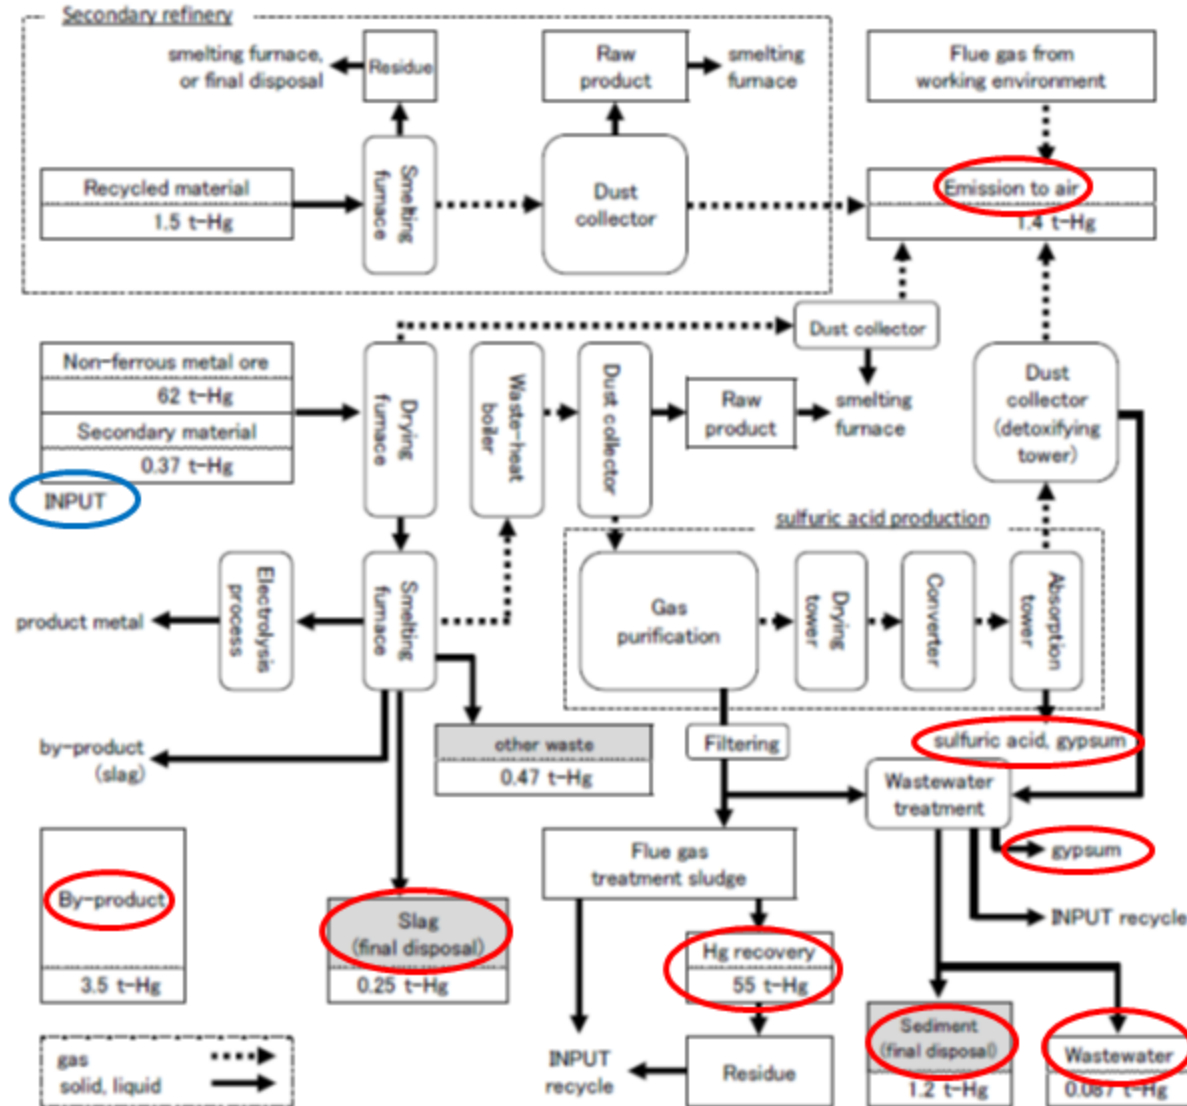 Secondary refinery
smelting furnace,
or final disposal
Residue
Raw
product
smelting
furnace
Flue gas from
working environment
Recycled material
1.5 t-Hg
Smelting
furnace
Dust
collector
Emission to air
1.4 t-Hg
Dust collector
smelting
furnace
Non-ferrous metal ore
62 t-Hg
Secondary material
0.37 t-Hg
INPUT
Drying
furnace
Waste-heat
boiler
Dust collector
Raw
product
Dust
collector
(detoxifying
tower)
sulfuric acid production
product metal
Electrolysis
process
Smelting
furnace
Gas
purification
Drying
tower
Converter
Absorption
tower
by-product
(slag)
other waste
0.47 t-Hg
Filtering
sulfuric acid, gypsum
Wastewater
treatment
gypsum
INPUT recycle
By-product
3.5 t-Hg
Slag
(final disposal)
0.25 t-Hg
Flue gas
treatment sludge
Hg recovery
55 t-Hg
INPUT
recycle
Residue
Sediment
(final disposal)
1.2 t-Hg
Wastewater
0.087 t-Hg
gas
solid, liquid